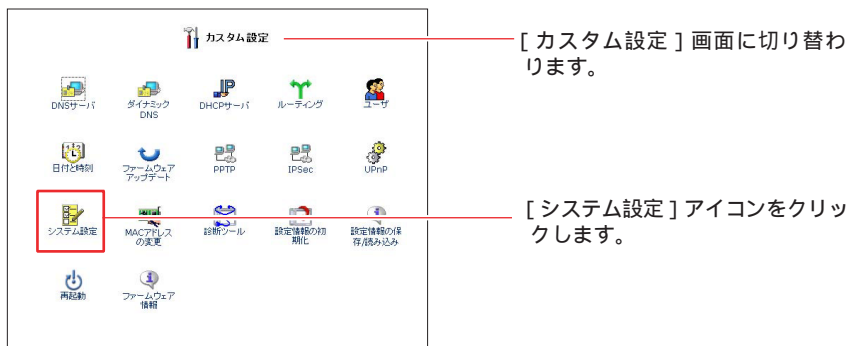 カスタム設定
[ カスタム設定 ] 画面に切り替わ
ります。
DNSサーバ
ダイナミック
DNS
DHCPサーバ
ルーティング
ユーザ
日付と時刻
ファームウェア
アップデート
PPTP
IPSec
UPnP
システム設定
MACアドレス
の変更
診断ツール
設定情報の初
期化
設定情報の保
存/読み込み
[ システム設定 ] アイコンをクリッ
クします。
再起動
ファームウェア
情報